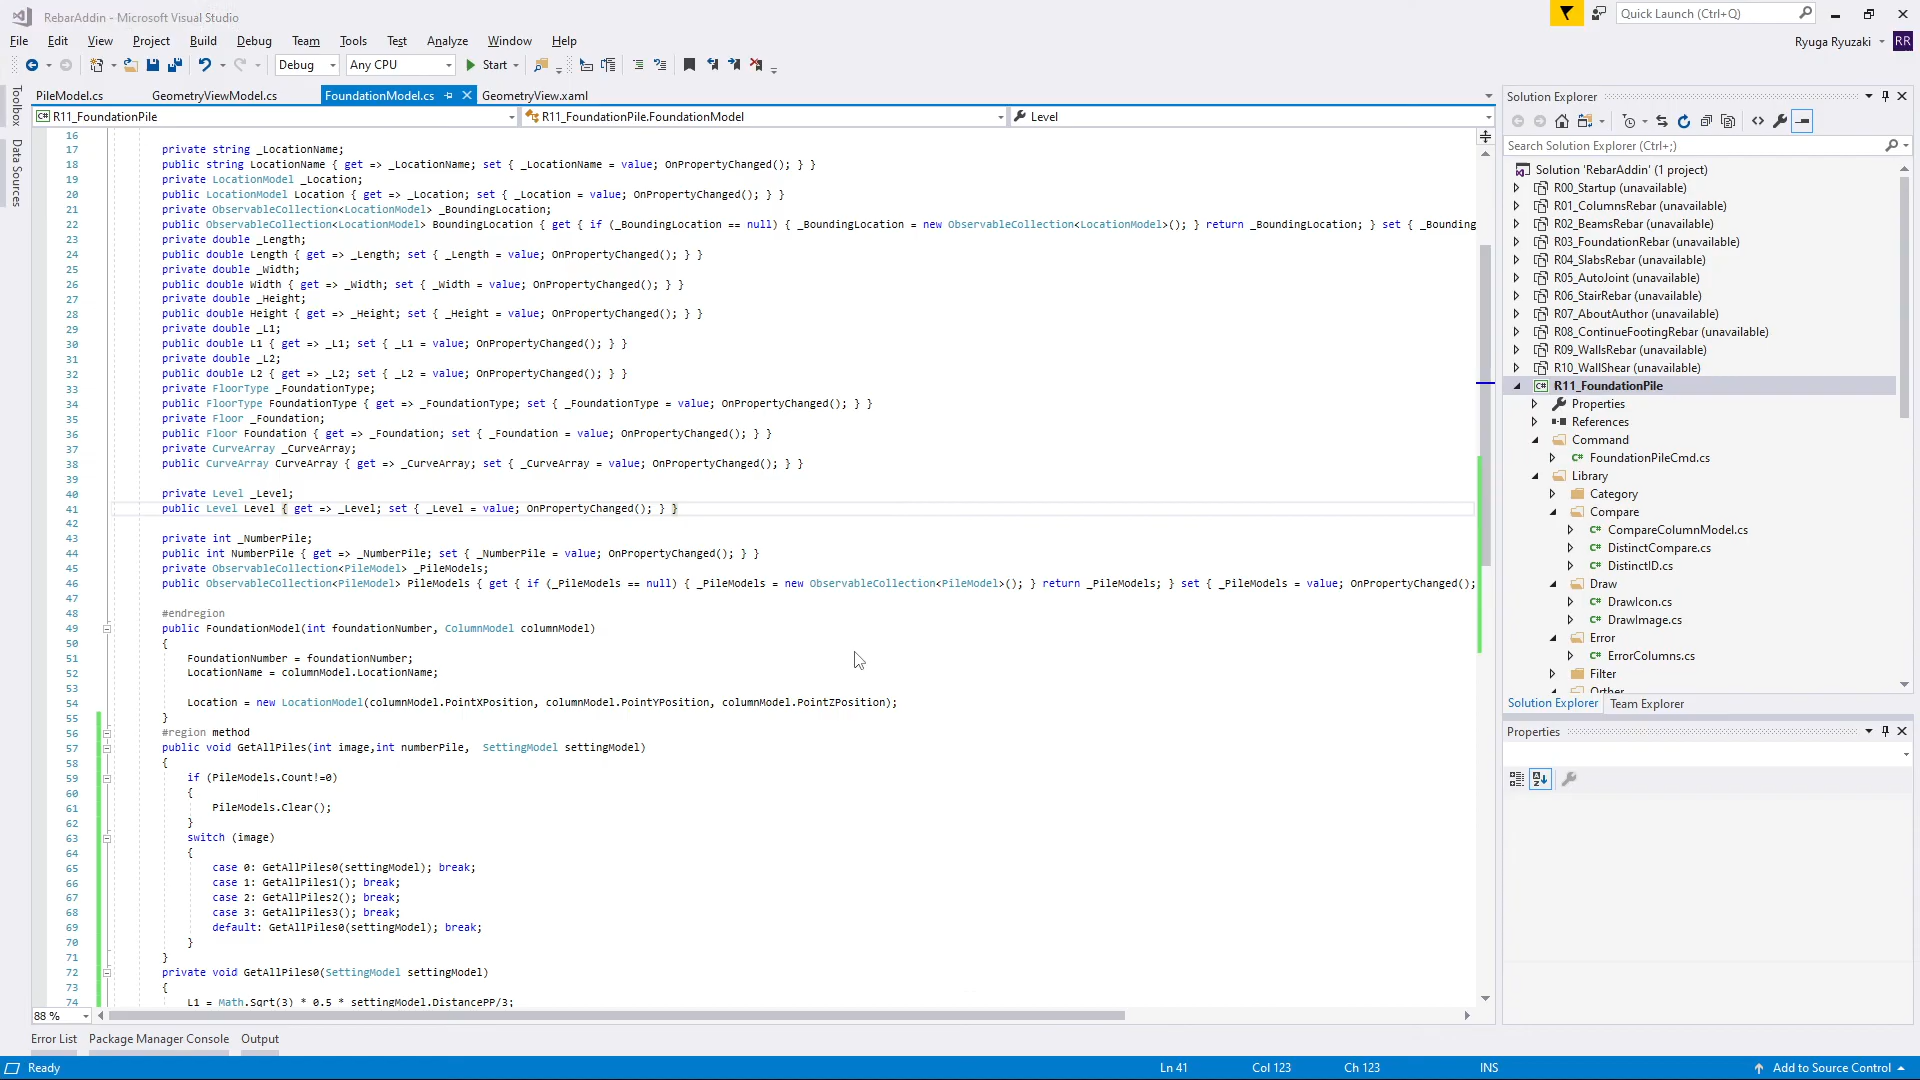 RebarAddin - Microsoft Visual Studio
Quick Launch (Ctrl+Q)
File Edit View Project Build Debug Team Tools Test Analyze Window Help
Ryuga Ryuzaki RR
Debug Any CPU Start
PileModel.cs GeometryViewModel.cs FoundationModel.cs GeometryView.xaml
R11_FoundationPile R11_FoundationPile.FoundationModel Level
Toolbox
Data Sources
16
17 private string _LocationName;
18 public string LocationName { get => _LocationName; set { _LocationName = value; OnPropertyChanged(); } }
19 private LocationModel _Location;
20 public LocationModel Location { get => _Location; set { _Location = value; OnPropertyChanged(); } }
21 private ObservableCollection<LocationModel> _BoundingLocation;
22 public ObservableCollection<LocationModel> BoundingLocation { get { if (_BoundingLocation == null) { _BoundingLocation = new ObservableCollection<LocationModel>(); } return _BoundingLocation; } set { _Bounding
23 private double _Length;
24 public double Length { get => _Length; set { _Length = value; OnPropertyChanged(); } }
25 private double _Width;
26 public double Width { get => _Width; set { _Width = value; OnPropertyChanged(); } }
27 private double _Height;
28 public double Height { get => _Height; set { _Height = value; OnPropertyChanged(); } }
29 private double _L1;
30 public double L1 { get => _L1; set { _L1 = value; OnPropertyChanged(); } }
31 private double _L2;
32 public double L2 { get => _L2; set { _L2 = value; OnPropertyChanged(); } }
33 private FloorType _FoundationType;
34 public FloorType FoundationType { get => _FoundationType; set { _FoundationType = value; OnPropertyChanged(); } }
35 private Floor _Foundation;
36 public Floor Foundation { get => _Foundation; set { _Foundation = value; OnPropertyChanged(); } }
37 private CurveArray _CurveArray;
38 public CurveArray CurveArray { get => _CurveArray; set { _CurveArray = value; OnPropertyChanged(); } }
39
40 private Level _Level;
41 public Level Level { get => _Level; set { _Level = value; OnPropertyChanged(); } }
42
43 private int _NumberPile;
44 public int NumberPile { get => _NumberPile; set { _NumberPile = value; OnPropertyChanged(); } }
45 private ObservableCollection<PileModel> _PileModels;
46 public ObservableCollection<PileModel> PileModels { get { if (_PileModels == null) { _PileModels = new ObservableCollection<PileModel>(); } return _PileModels; } set { _PileModels = value; OnPropertyChanged();
47
48 #endregion
49 public FoundationModel(int foundationNumber, ColumnModel columnModel)
50 {
51 FoundationNumber = foundationNumber;
52 LocationName = columnModel.LocationName;
53
54 Location = new LocationModel(columnModel.PointXPosition, columnModel.PointYPosition, columnModel.PointZPosition);
55 }
56 #region method
57 public void GetAllPiles(int image,int numberPile, SettingModel settingModel)
58 {
59 if (PileModels.Count!=0)
60 {
61 PileModels.Clear();
62 }
63 switch (image)
64 {
65 case 0: GetAllPiles0(settingModel); break;
66 case 1: GetAllPiles1(); break;
67 case 2: GetAllPiles2(); break;
68 case 3: GetAllPiles3(); break;
69 default: GetAllPiles0(settingModel); break;
70 }
71 }
72 private void GetAllPiles0(SettingModel settingModel)
73 {
74 L1 = Math.Sqrt(3) * 0.5 * settingModel.DistancePP/3;
88 %
Error List Package Manager Console Output
Solution Explorer
Search Solution Explorer (Ctrl+;)
Solution 'RebarAddin' (1 project)
R00_Startup (unavailable)
R01_ColumnsRebar (unavailable)
R02_BeamsRebar (unavailable)
R03_FoundationRebar (unavailable)
R04_SlabsRebar (unavailable)
R05_AutoJoint (unavailable)
R06_StairRebar (unavailable)
R07_AboutAuthor (unavailable)
R08_ContinueFootingRebar (unavailable)
R09_WallsRebar (unavailable)
R10_WallShear (unavailable)
C# R11_FoundationPile
Properties
References
Command
C# FoundationPileCmd.cs
Library
Category
Compare
C# CompareColumnModel.cs
C# DistinctCompare.cs
C# DistinctID.cs
Draw
C# DrawIcon.cs
C# DrawImage.cs
Error
C# ErrorColumns.cs
Filter
Orther
Solution Explorer Team Explorer
Properties
Ready Ln 41 Col 123 Ch 123 INS Add to Source Control